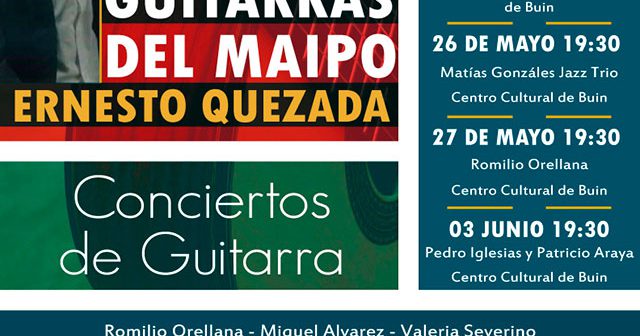 GUITARRAS
DEL MAIPO
ERNESTO QUEZADA
Conciertos
de Guitarra
de Buin
26 DE MAYO 19:30
Matías Gonzáles Jazz Trio
Centro Cultural de Buin
27 DE MAYO 19:30
Romilio Orellana
Centro Cultural de Buin
03 JUNIO 19:30
Pedro Iglesias y Patricio Araya
Centro Cultural de Buin
Romilio Orellana - Miguel Alvarez - Valeria Severino